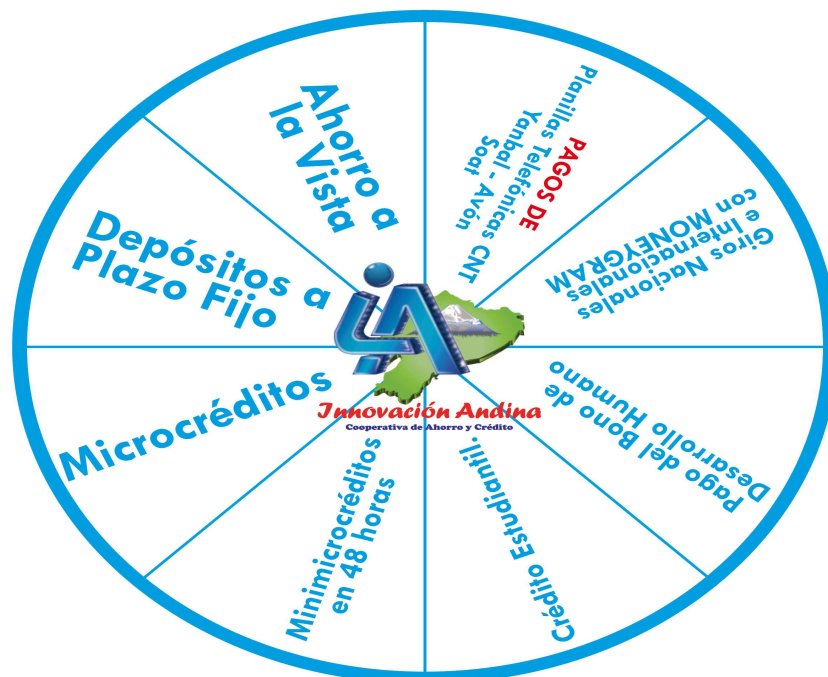 Ahorro a
la Vista
PAGOS DE
Planillas Telefónicas CNT
Yanbal - Avón
Soat
Giros Nacionales
e Internacionales
con MONEYGRAM
Pago del Bono de
Desarrollo Humano
Crédito Estudiantil.
Minimicrocréditos
en 48 horas
Microcréditos
Depósitos a
Plazo Fijo
iA
Innovación Andina
Cooperativa de Ahorro y Crédito